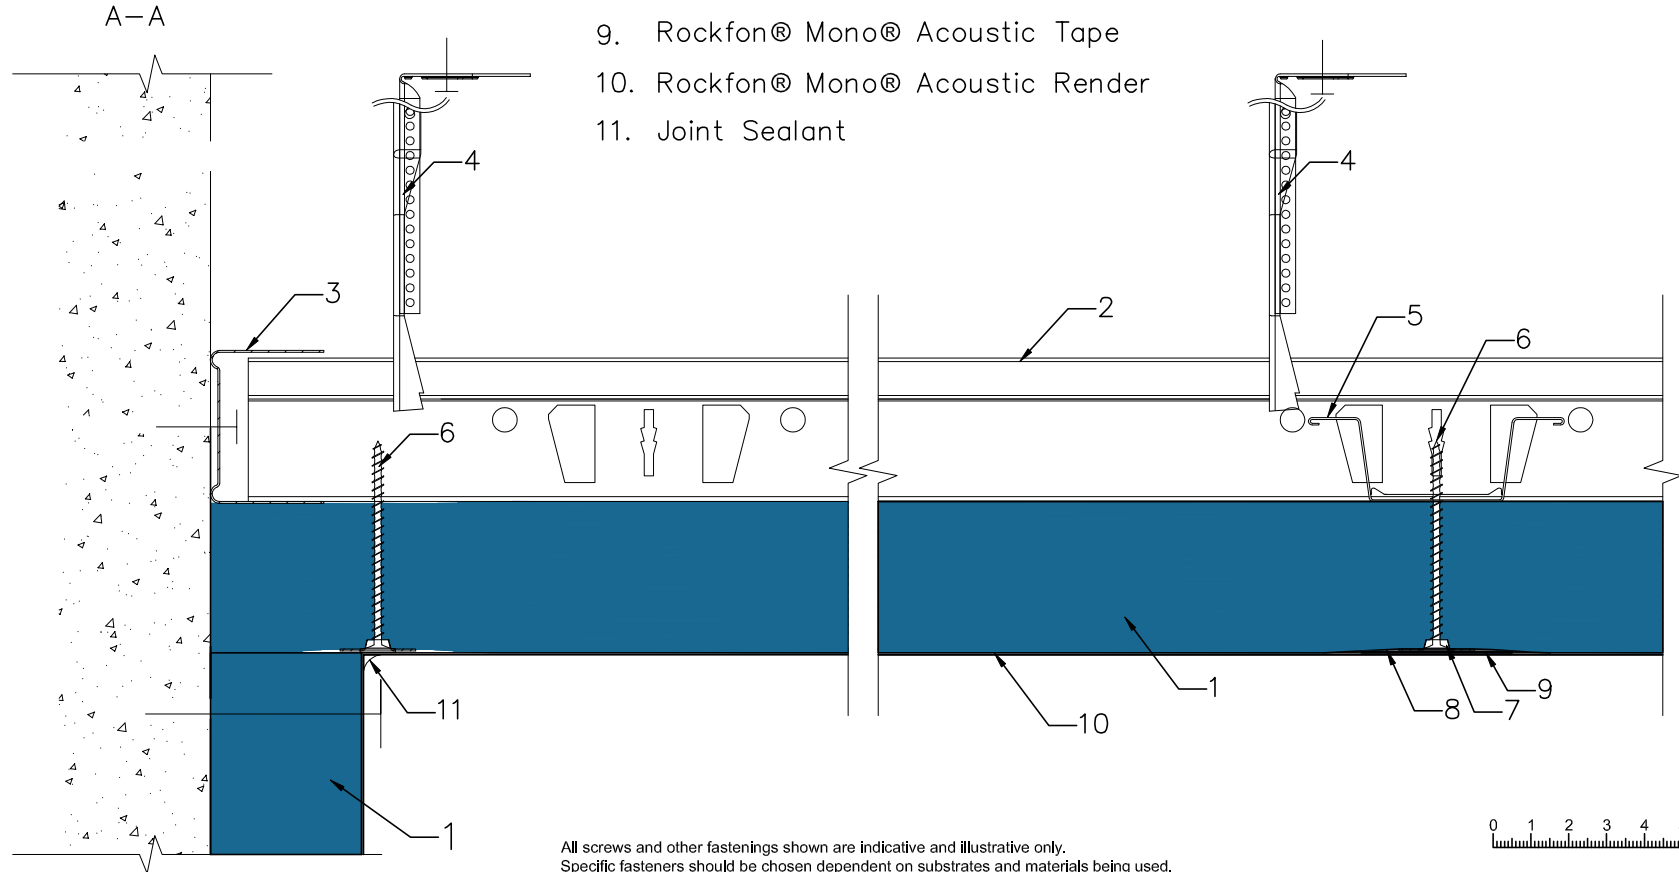 A-A
9. Rockfon® Mono® Acoustic Tape
10. Rockfon® Mono® Acoustic Render
11. Joint Sealant
4
4
3
2
5
6
6
1
9
8
7
11
10
1
0 1 2 3 4
All screws and other fastenings shown are indicative and illustrative only.
Specific fasteners should be chosen dependent on substrates and materials being used.